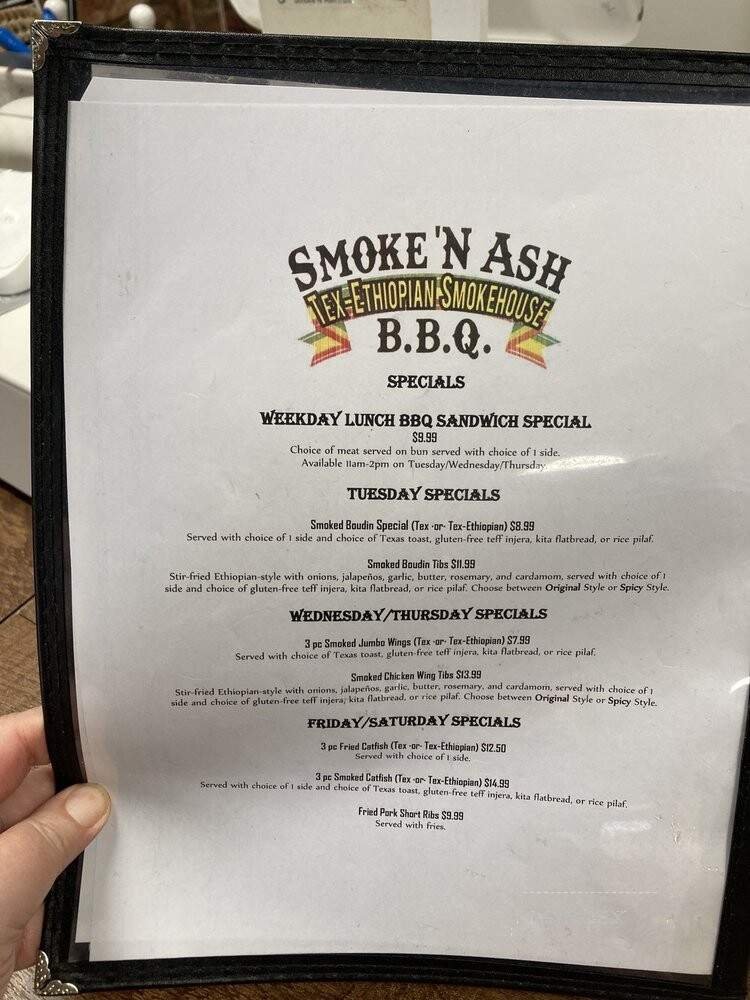 SMOKE 'N ASH
TEX-ETHIOPIAN SMOKEHOUSE
B.B.Q.
SPECIALS
WEEKDAY LUNCH BBQ SANDWICH SPECIAL
$9.99
Choice of meat served on bun served with choice of 1 side.
Available 11am-2pm on Tuesday/Wednesday/Thursday.
TUESDAY SPECIALS
Smoked Boudin Special (Tex -or- Tex-Ethiopian) $8.99
Served with choice of 1 side and choice of Texas toast, gluten-free teff injera, kita flatbread, or rice pilaf.
Smoked Boudin Tibs $11.99
Stir-fried Ethiopian-style with onions, jalapeños, garlic, butter, rosemary, and cardamom, served with choice of 1
side and choice of gluten-free teff injera, kita flatbread, or rice pilaf. Choose between Original Style or Spicy Style.
WEDNESDAY/THURSDAY SPECIALS
3 pc Smoked Jumbo Wings (Tex -or- Tex-Ethiopian) $7.99
Served with choice of Texas toast, gluten-free teff injera, kita flatbread, or rice pilaf.
Smoked Chicken Wing Tibs $13.99
Stir-fried Ethiopian-style with onions, jalapeños, garlic, butter, rosemary, and cardamom, served with choice of 1
side and choice of gluten-free teff injera, kita flatbread, or rice pilaf. Choose between Original Style or Spicy Style.
FRIDAY/SATURDAY SPECIALS
3 pc Fried Catfish (Tex -or- Tex-Ethiopian) $12.50
Served with choice of 1 side.
3 pc Smoked Catfish (Tex -or- Tex-Ethiopian) $14.99
Served with choice of 1 side and choice of Texas toast, gluten-free teff injera, kita flatbread, or rice pilaf.
Fried Pork Short Ribs $9.99
Served with fries.